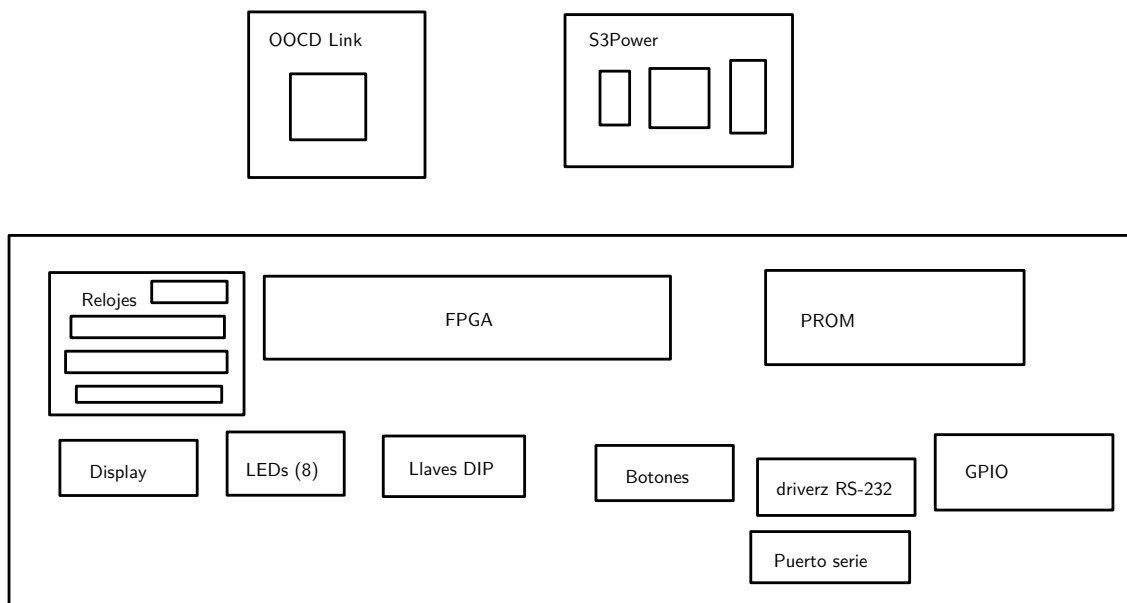 OOCD Link
S3Power
Relojes
FPGA
PROM
Display
LEDs (8)
Llaves DIP
Botones
driverz RS-232
GPIO
Puerto serie